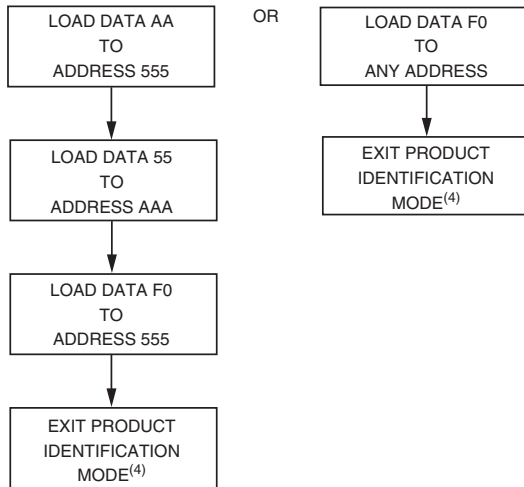 LOAD DATA AA
TO
ADDRESS 555
LOAD DATA 55
TO
ADDRESS AAA
LOAD DATA F0
TO
ADDRESS 555
EXIT PRODUCT
IDENTIFICATION
MODE(4)
OR
LOAD DATA F0
TO
ANY ADDRESS
EXIT PRODUCT
IDENTIFICATION
MODE(4)